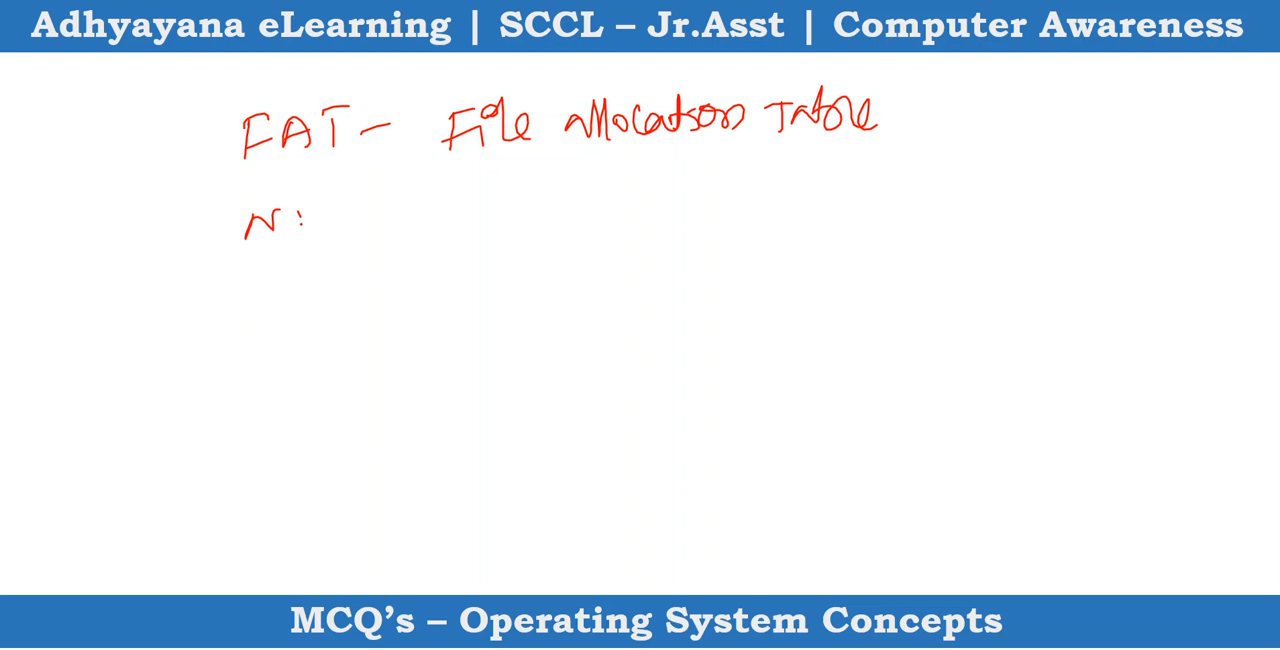 Adhyayana eLearning | SCCL – Jr.Asst | Computer Awareness
FAT – File allocation Table
N :
MCQ's – Operating System Concepts